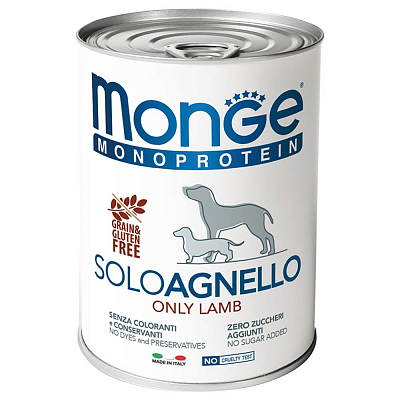 MONGE®
MONOPROTEIN
GRAIN&
GLUTEN
FREE
SOLOAGNELLO
ONLY LAMB
SENZA COLORANTI
e CONSERVANTI
NO DYES and PRESERVATIVES
ZERO ZUCCHERI
AGGIUNTI
NO SUGAR ADDED
MADE IN ITALY
NO CRUELTY TEST